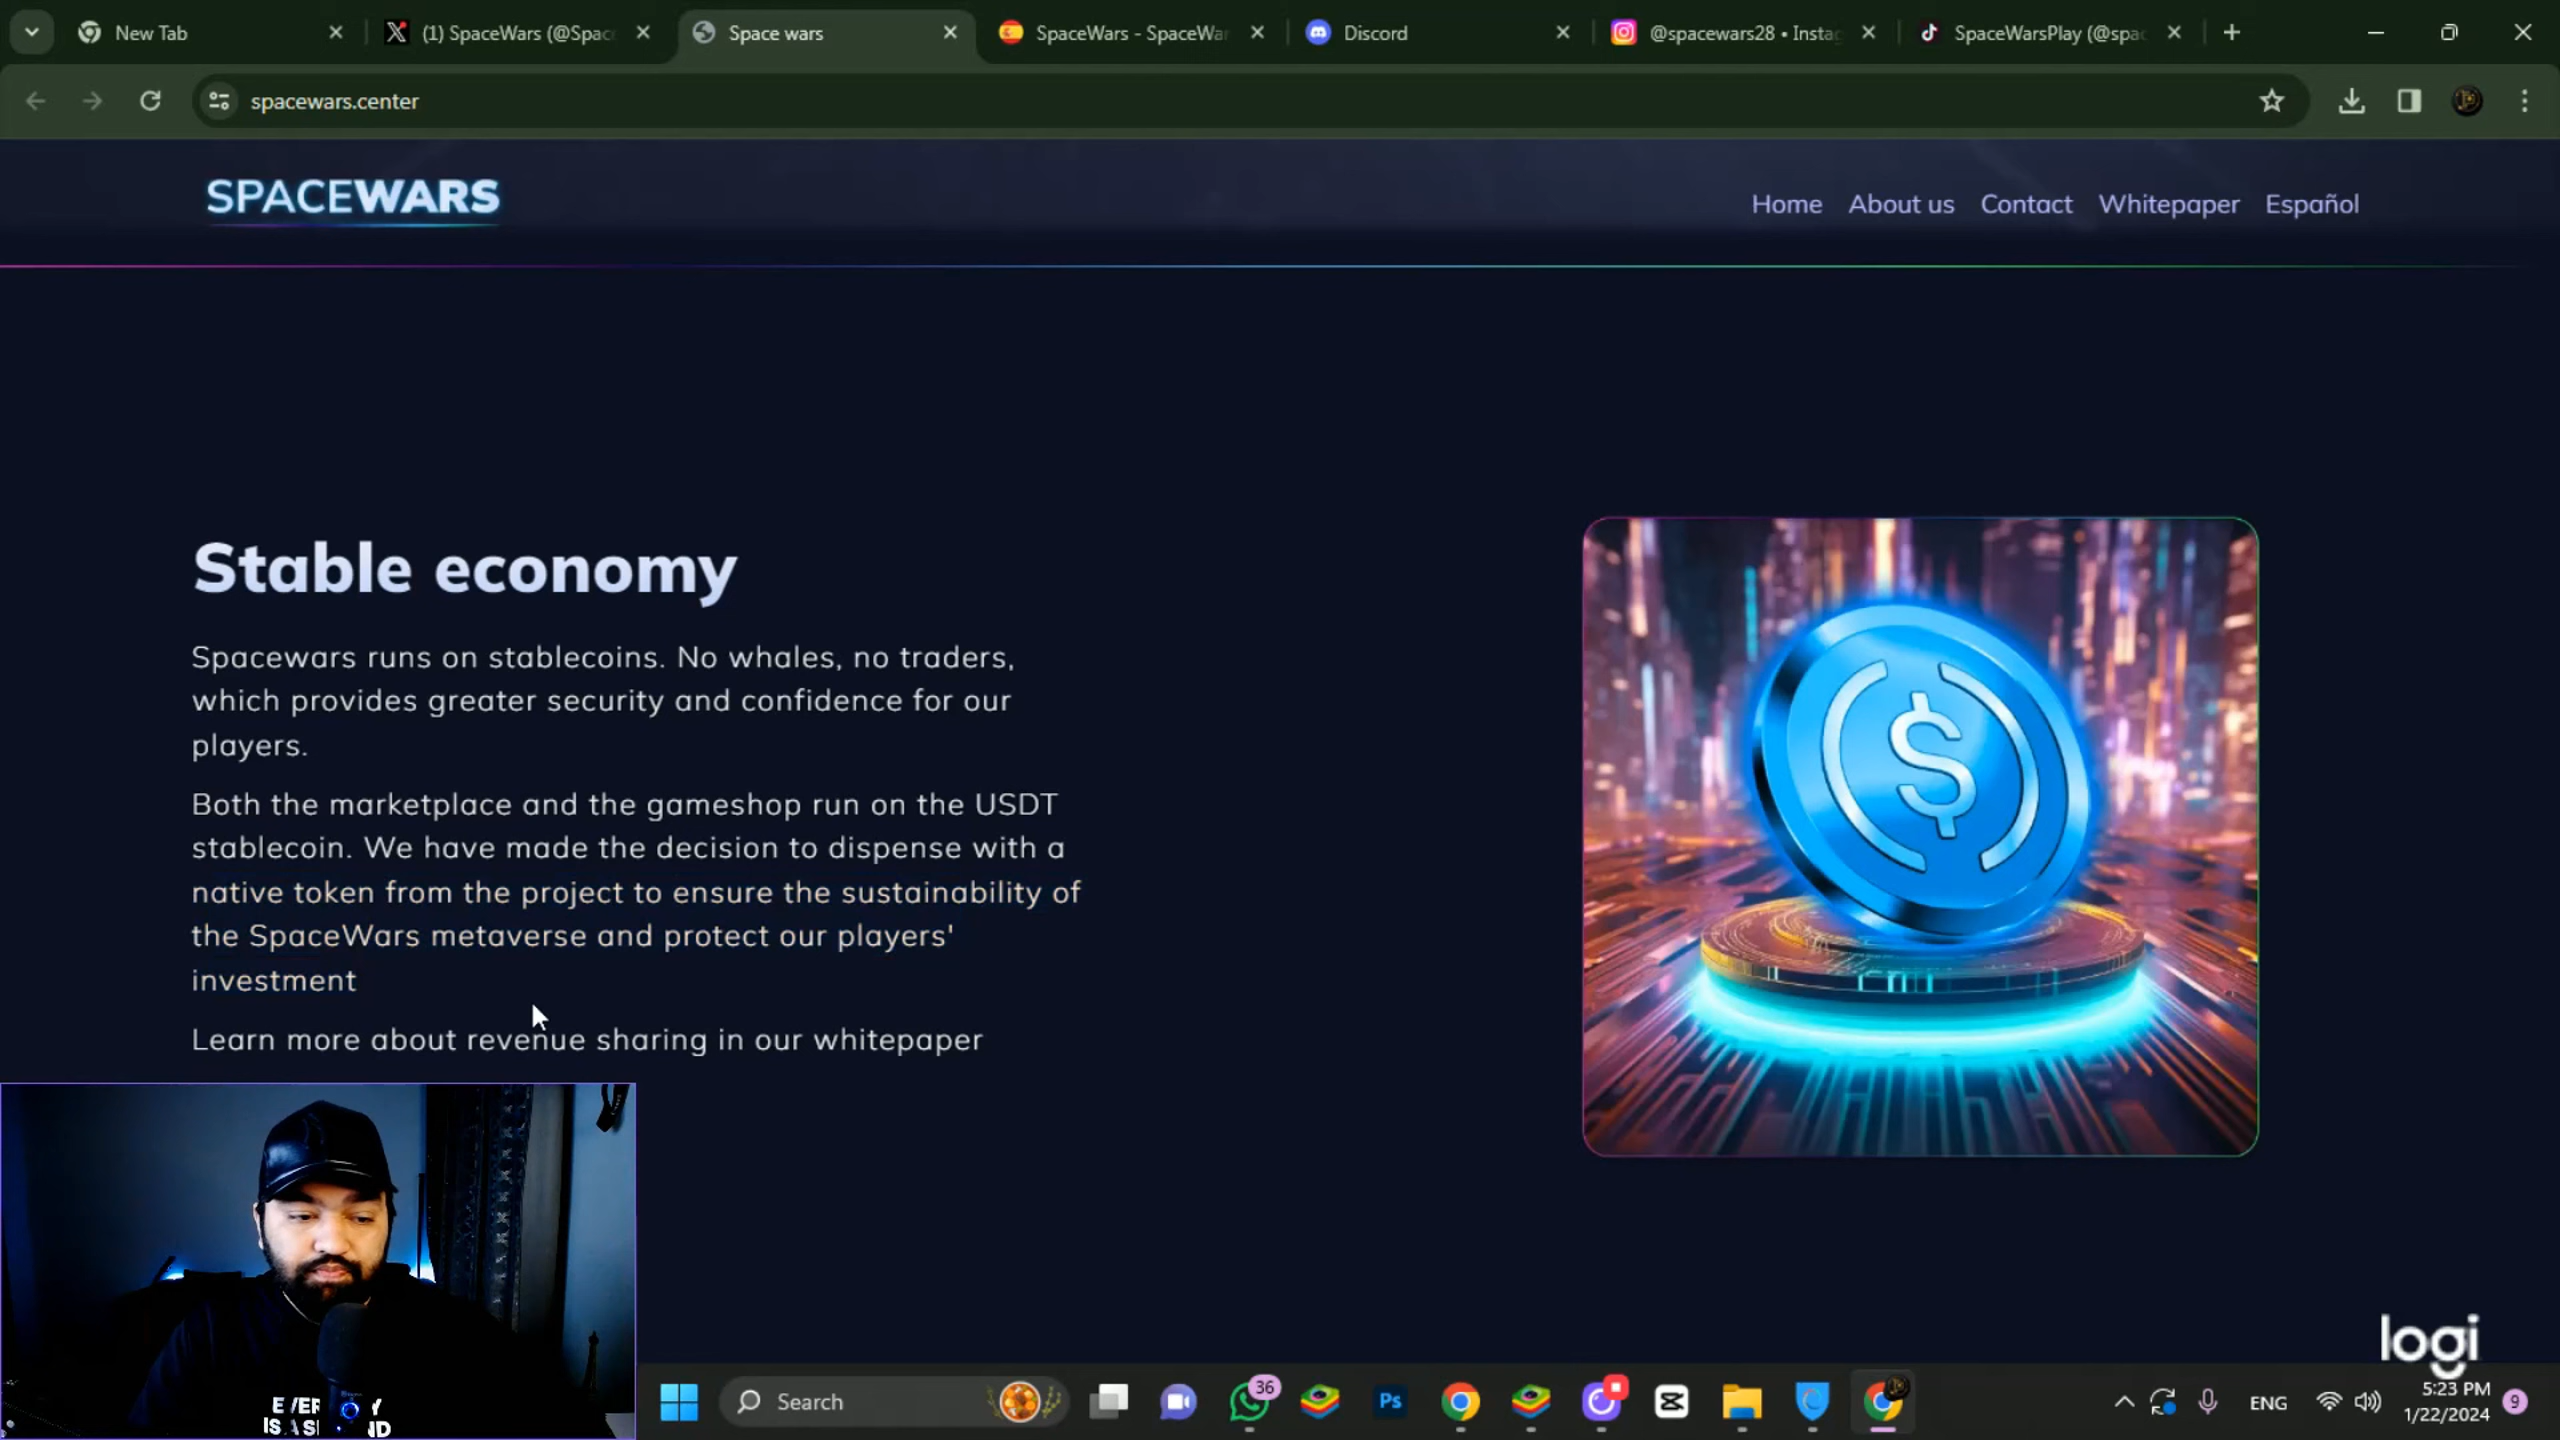 New Tab
(1) SpaceWars (@Spac
Space wars
SpaceWars - SpaceWar
Discord
@spacewars28 • Instag
SpaceWarsPlay (@spac
spacewars.center
SPACEWARS
Home
About us
Contact
Whitepaper
Español
Stable economy
Spacewars runs on stablecoins. No whales, no traders,
which provides greater security and confidence for our
players.
Both the marketplace and the gameshop run on the USDT
stablecoin. We have made the decision to dispense with a
native token from the project to ensure the sustainability of
the SpaceWars metaverse and protect our players'
investment
Learn more about revenue sharing in our whitepaper
logi
Search
36
Ps
ENG
5:23 PM
1/22/2024
9